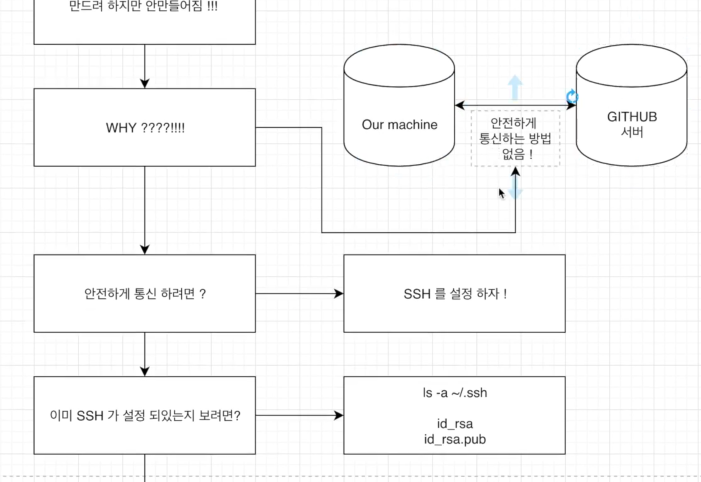 만드려 하지만 안만들어짐 !!!
WHY ????!!!!
Our machine
안전하게
통신하는 방법
없음 !
GITHUB
서버
안전하게 통신 하려면 ?
SSH 를 설정 하자 !
이미 SSH 가 설정 되있는지 보려면?
ls -a ~/.ssh
id_rsa
id_rsa.pub